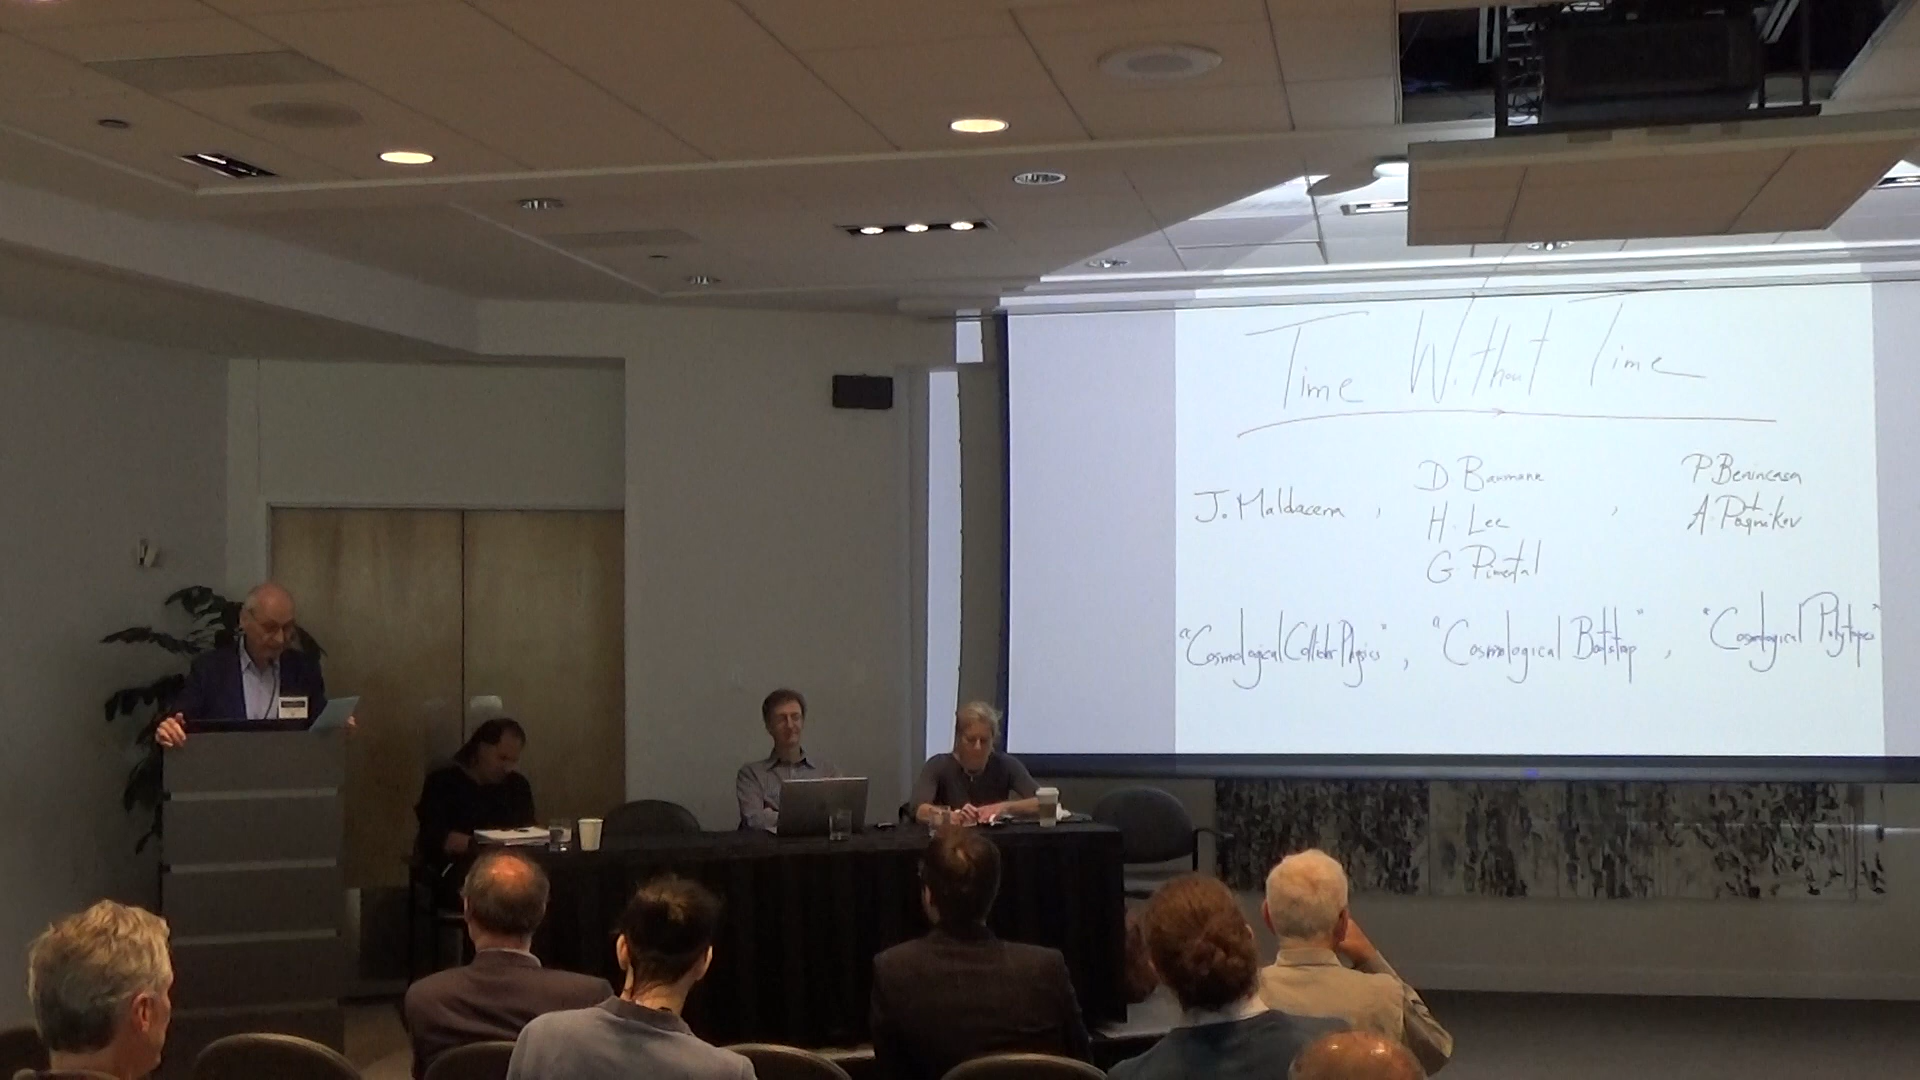 Time Without Time
J. Maldacena , D Baumann , P. Benincasa
H. Lee A. Postnikov
G Pimentel
"Cosmological Collider Physics" , "Cosmological Bootstrap" , "Cosmological Polytopes"